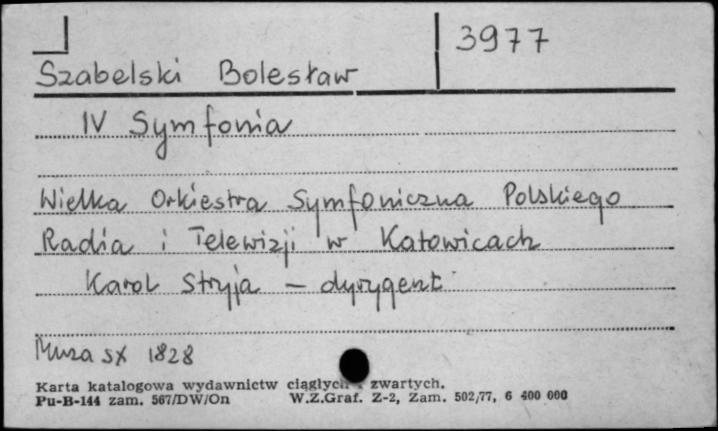 3977
Szabelski Bolesław
IV Symfonia
Wielka Orkiestra Symfoniczna Polskiego
Radia i Telewizji w Katowicach
Karol Stryja – dyrygent
Muza SX 1828
Karta katalogowa wydawnictw ciągłych i zwartych.
Pu-B-144 zam. 567/DW/On W.Z.Graf. Z-2, Zam. 502/77, 6 400 000